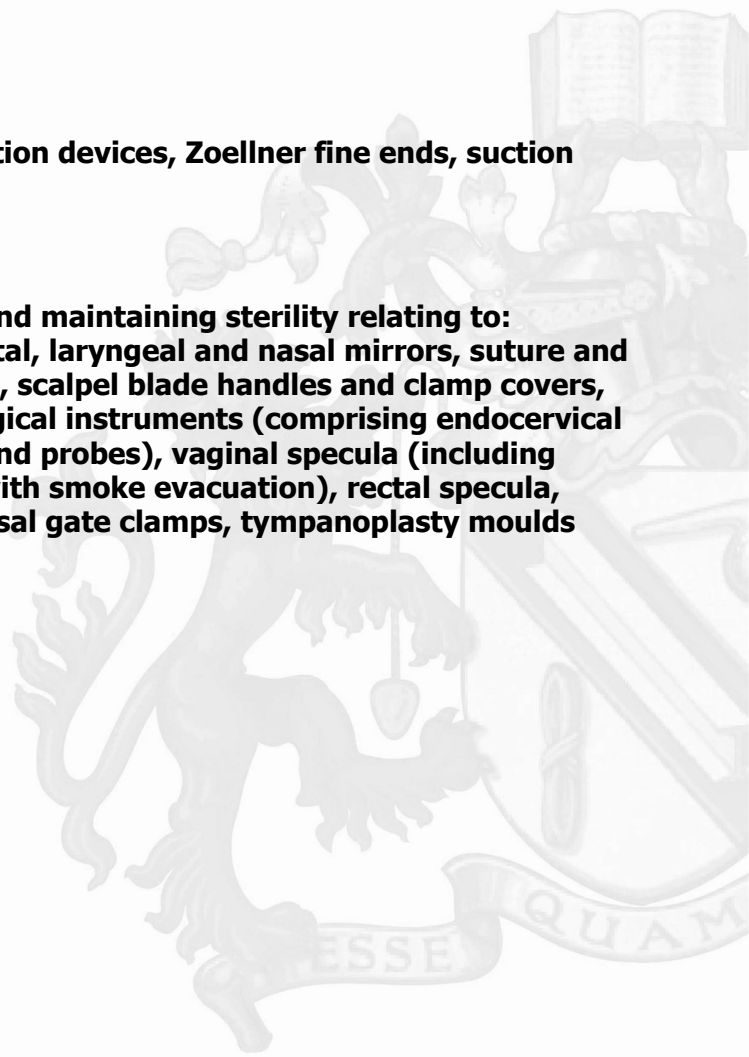 tion devices, Zoellner fine ends, suction
nd maintaining sterility relating to:
tal, laryngeal and nasal mirrors, suture and
, scalpel blade handles and clamp covers,
gical instruments (comprising endocervical
nd probes), vaginal specula (including
with smoke evacuation), rectal specula,
sal gate clamps, tympanoplasty moulds
ESSE QUAM